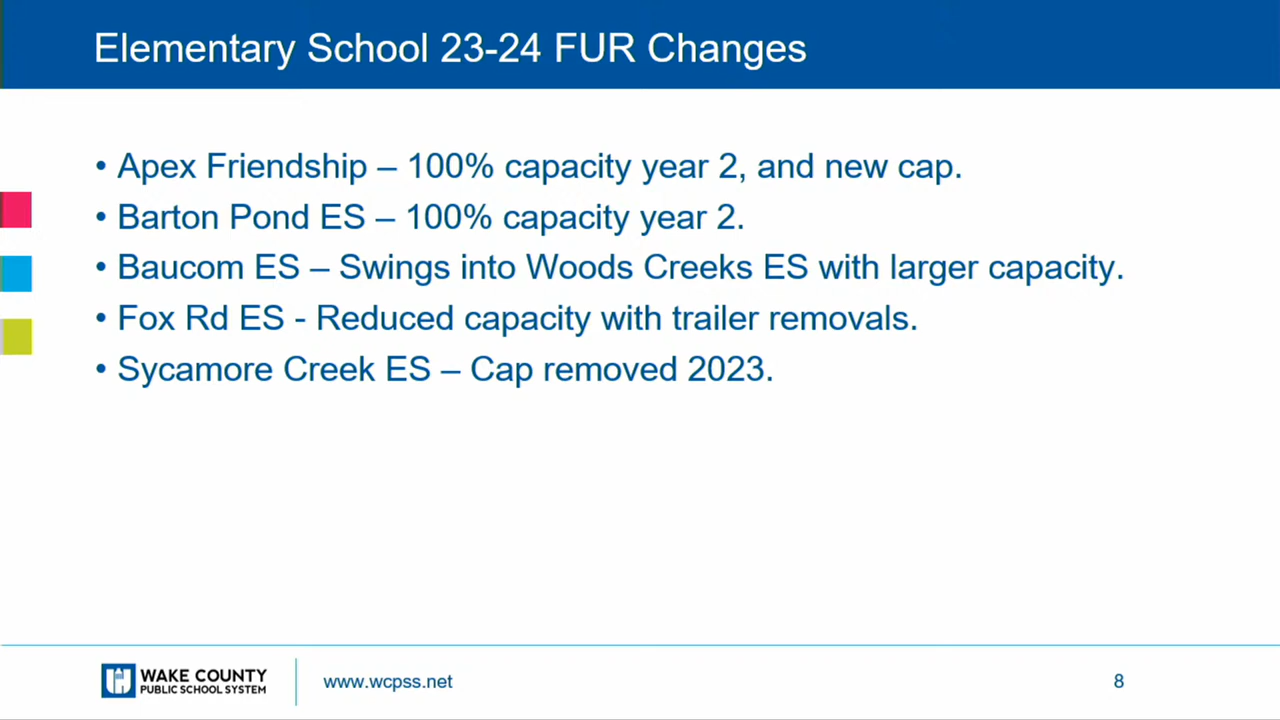 Elementary School 23-24 FUR Changes
• Apex Friendship – 100% capacity year 2, and new cap.
• Barton Pond ES – 100% capacity year 2.
• Baucom ES – Swings into Woods Creeks ES with larger capacity.
• Fox Rd ES - Reduced capacity with trailer removals.
• Sycamore Creek ES – Cap removed 2023.
WAKE COUNTY
PUBLIC SCHOOL SYSTEM
www.wcpss.net
8